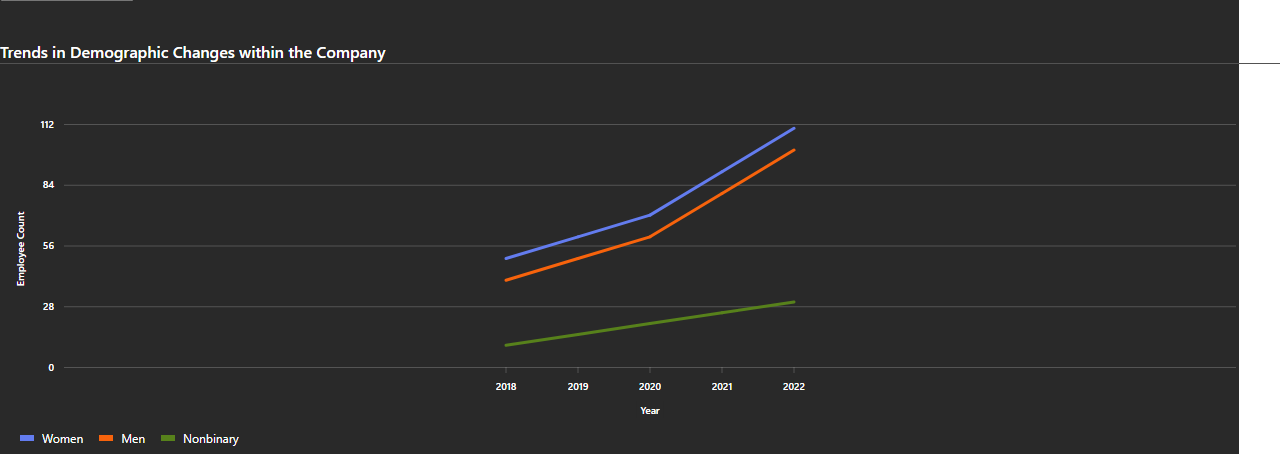 Trends in Demographic Changes within the Company
112
84
56
28
0
Employee Count
2018 2019 2020 2021 2022
Year
Women Men Nonbinary